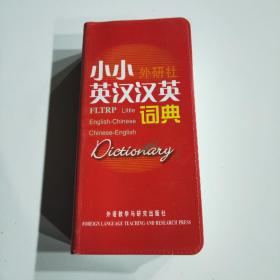 小小外研社
英汉汉英
FLTRP Little
English-Chinese
Chinese-English
词典
Dictionary
外语教学与研究出版社
FOREIGN LANGUAGE TEACHING AND RESEARCH PRESS